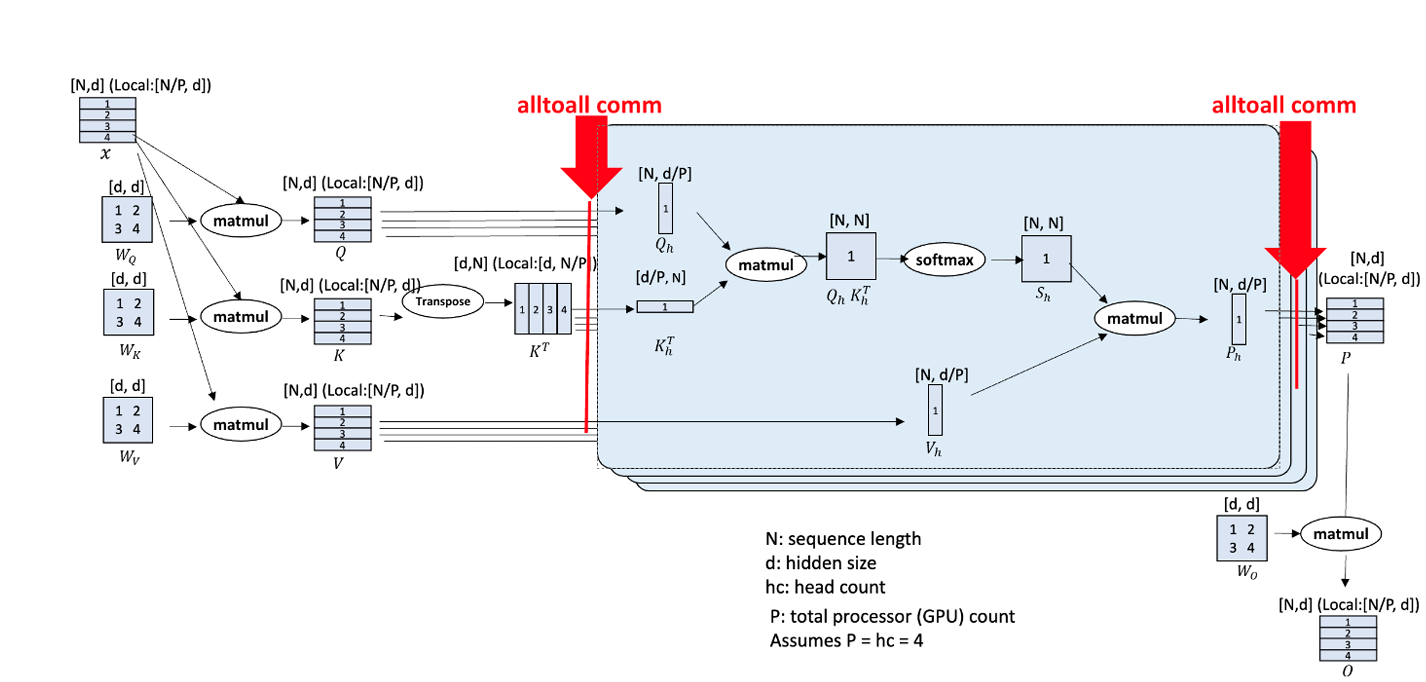 alltoall comm
alltoall comm
[N,d] (Local:[N/P, d])
1
2
3
4
x
[d, d]
1 2
3 4
W_Q
matmul
[N,d] (Local:[N/P, d])
1
2
3
4
Q
[d, d]
1 2
3 4
W_K
matmul
[N,d] (Local:[N/P, d])
1
2
3
4
K
Transpose
[d,N] (Local:[d, N/P])
1 2 3 4
K^T
[d, d]
1 2
3 4
W_V
matmul
[N,d] (Local:[N/P, d])
1
2
3
4
V
[N, d/P]
1
Q_h
[d/P, N]
1
K_h^T
matmul
[N, N]
1
Q_h K_h^T
softmax
[N, N]
1
S_h
[N, d/P]
1
V_h
matmul
[N, d/P]
1
P_h
[N,d]
(Local:[N/P, d])
1
2
3
4
P
[d, d]
1 2
3 4
W_O
matmul
[N,d] (Local:[N/P, d])
1
2
3
4
O
N: sequence length
d: hidden size
hc: head count
P: total processor (GPU) count
Assumes P = hc = 4